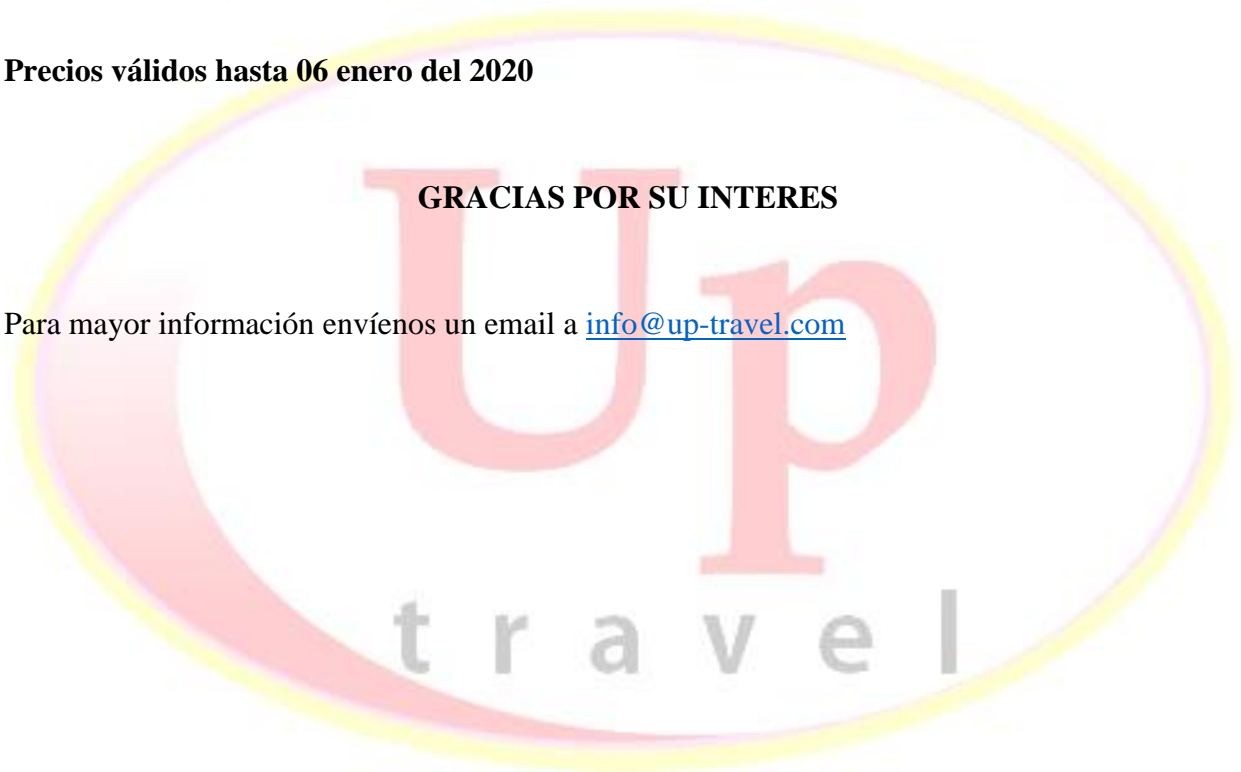 Precios válidos hasta 06 enero del 2020
GRACIAS POR SU INTERES
Para mayor información envíenos un email a info@up-travel.com
Up
travel